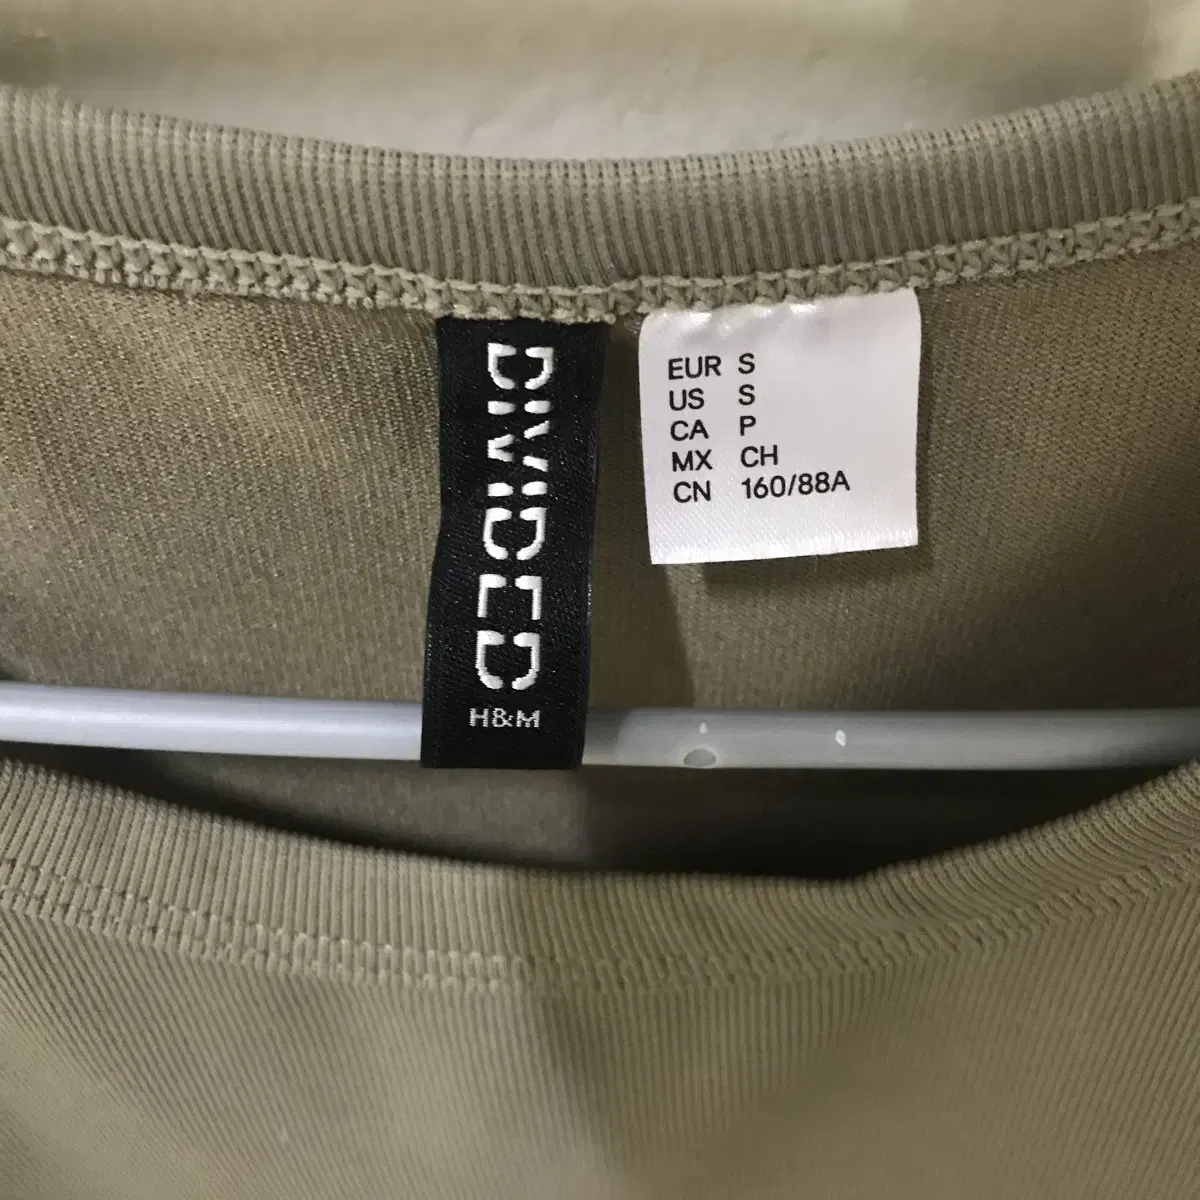 DIVIDED
H&M
EUR S
US S
CA P
MX CH
CN 160/88A